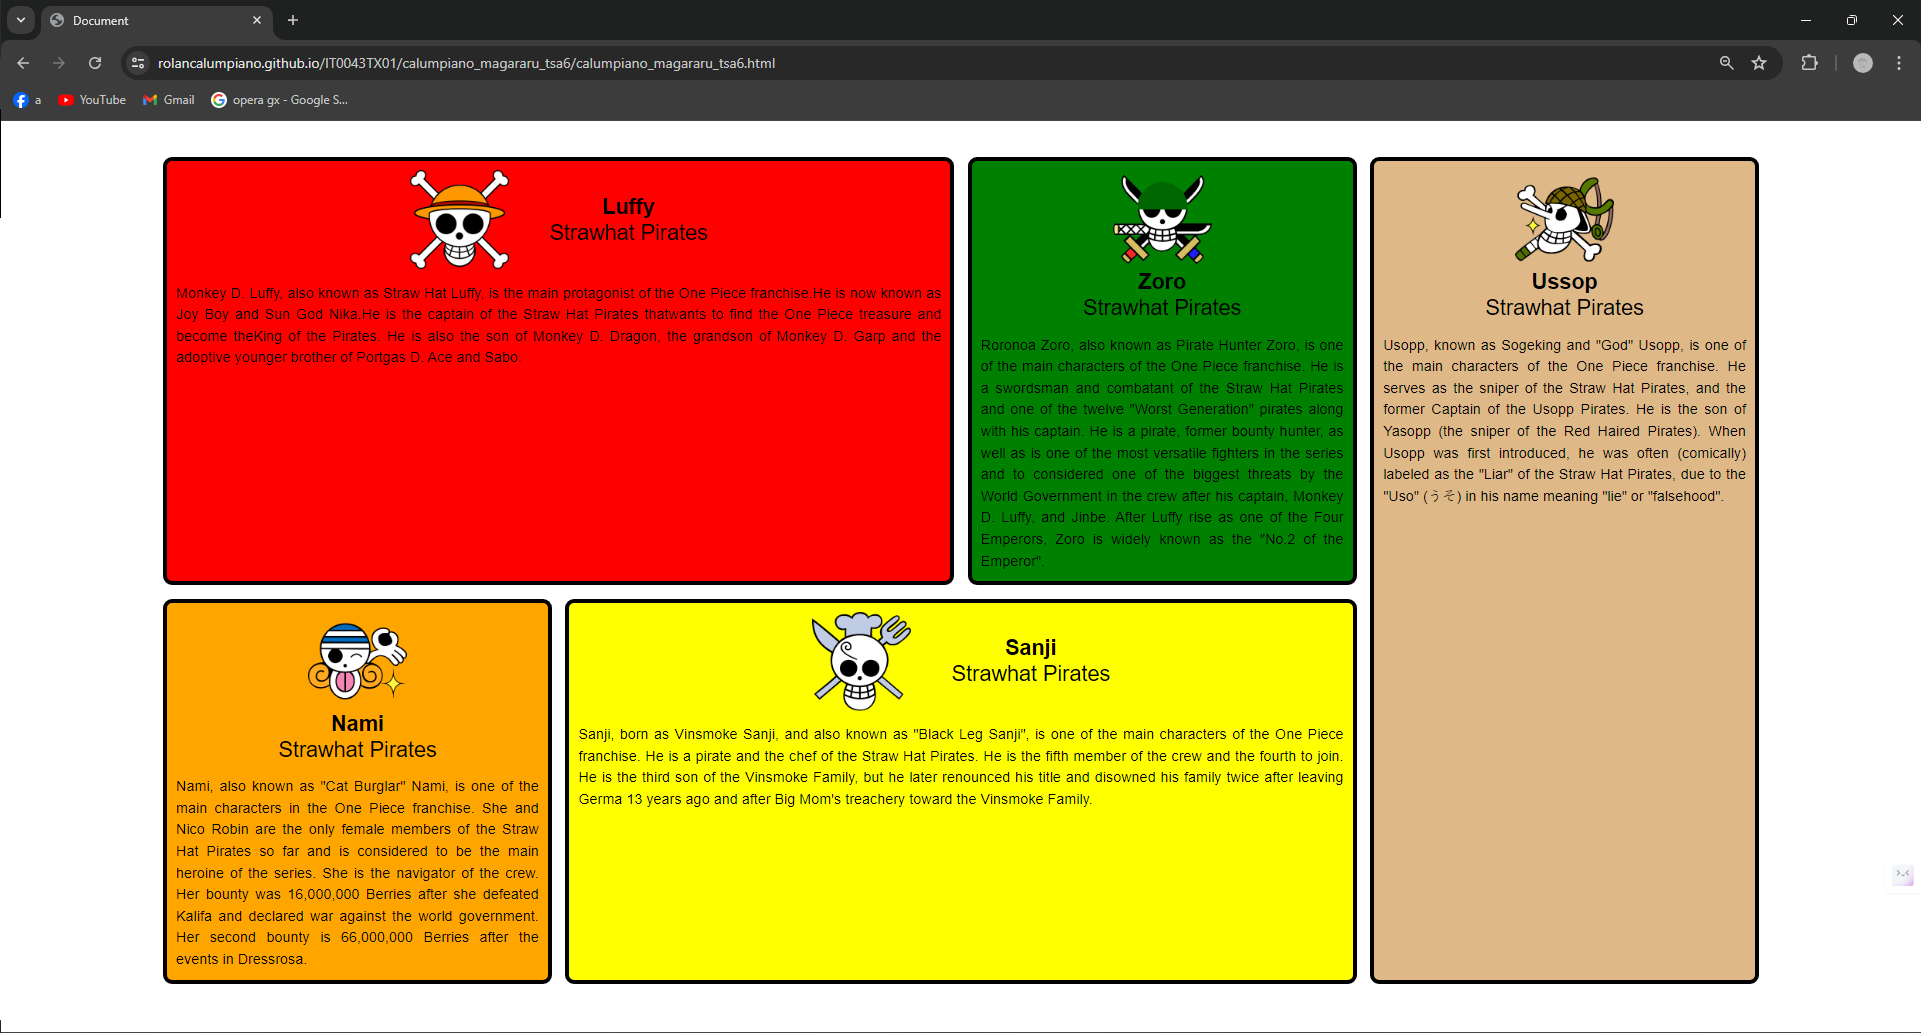 Document
rolancalumpiano.github.io/IT0043TX01/calumpiano_magararu_tsa6/calumpiano_magararu_tsa6.html
a
YouTube
Gmail
opera gx - Google S...
Luffy
Strawhat Pirates
Monkey D. Luffy, also known as Straw Hat Luffy, is the main protagonist of the One Piece franchise.He is now known as
Joy Boy and Sun God Nika.He is the captain of the Straw Hat Pirates thatwants to find the One Piece treasure and
become theKing of the Pirates. He is also the son of Monkey D. Dragon, the grandson of Monkey D. Garp and the
adoptive younger brother of Portgas D. Ace and Sabo.
Zoro
Strawhat Pirates
Roronoa Zoro, also known as Pirate Hunter Zoro, is one
of the main characters of the One Piece franchise. He is
a swordsman and combatant of the Straw Hat Pirates
and one of the twelve "Worst Generation" pirates along
with his captain. He is a pirate, former bounty hunter, as
well as is one of the most versatile fighters in the series
and to considered one of the biggest threats by the
World Government in the crew after his captain, Monkey
D. Luffy, and Jinbe. After Luffy rise as one of the Four
Emperors, Zoro is widely known as the "No.2 of the
Emperor".
Ussop
Strawhat Pirates
Usopp, known as Sogeking and "God" Usopp, is one of
the main characters of the One Piece franchise. He
serves as the sniper of the Straw Hat Pirates, and the
former Captain of the Usopp Pirates. He is the son of
Yasopp (the sniper of the Red Haired Pirates). When
Usopp was first introduced, he was often (comically)
labeled as the "Liar" of the Straw Hat Pirates, due to the
"Uso" (うそ) in his name meaning "lie" or "falsehood".
Nami
Strawhat Pirates
Nami, also known as "Cat Burglar" Nami, is one of the
main characters in the One Piece franchise. She and
Nico Robin are the only female members of the Straw
Hat Pirates so far and is considered to be the main
heroine of the series. She is the navigator of the crew.
Her bounty was 16,000,000 Berries after she defeated
Kalifa and declared war against the world government.
Her second bounty is 66,000,000 Berries after the
events in Dressrosa.
Sanji
Strawhat Pirates
Sanji, born as Vinsmoke Sanji, and also known as "Black Leg Sanji", is one of the main characters of the One Piece
franchise. He is a pirate and the chef of the Straw Hat Pirates. He is the fifth member of the crew and the fourth to join.
He is the third son of the Vinsmoke Family, but he later renounced his title and disowned his family twice after leaving
Germa 13 years ago and after Big Mom's treachery toward the Vinsmoke Family.